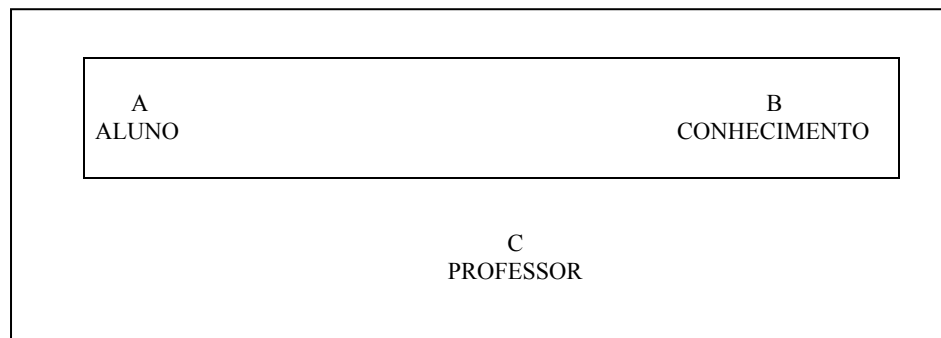 A
B
ALUNO
CONHECIMENTO
C
PROFESSOR